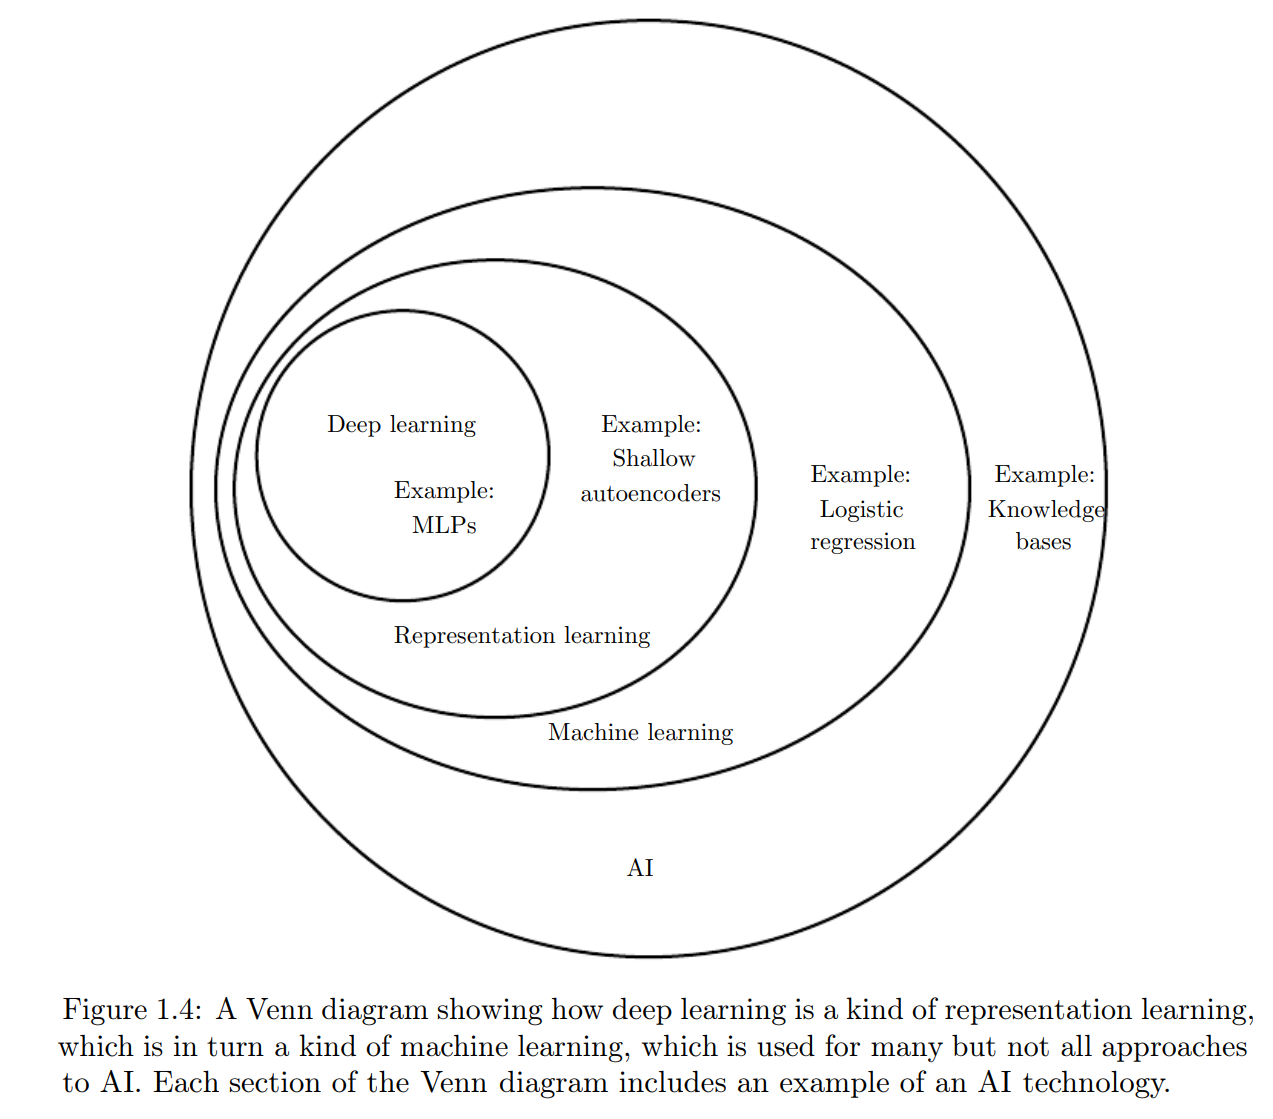 Deep learning
Example:
MLPs
Example:
Shallow
autoencoders
Example:
Logistic
regression
Example:
Knowledge
bases
Representation learning
Machine learning
AI
Figure 1.4: A Venn diagram showing how deep learning is a kind of representation learning,
which is in turn a kind of machine learning, which is used for many but not all approaches
to AI. Each section of the Venn diagram includes an example of an AI technology.